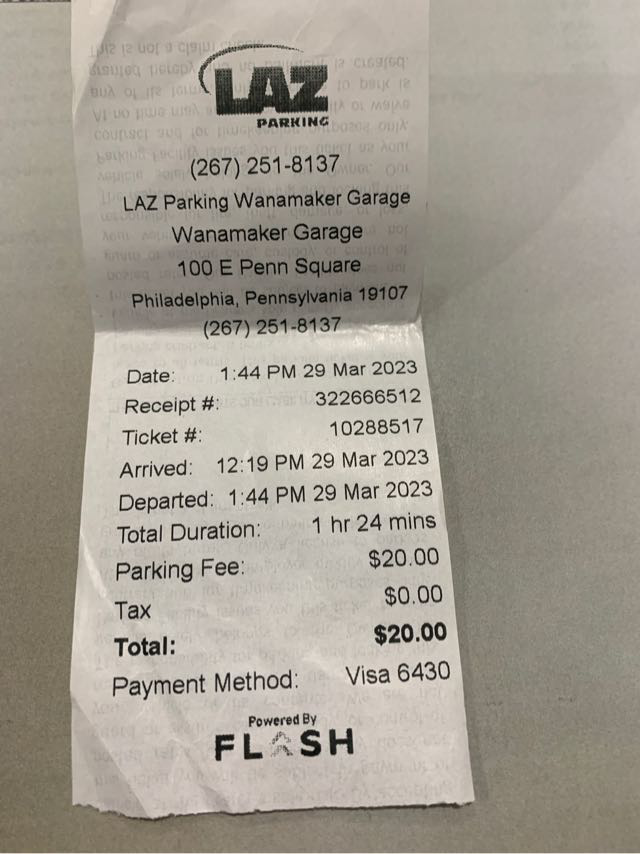 LAZ
PARKING
(267) 251-8137
LAZ Parking Wanamaker Garage
Wanamaker Garage
100 E Penn Square
Philadelphia, Pennsylvania 19107
(267) 251-8137
Date: 1:44 PM 29 Mar 2023
Receipt #: 322666512
Ticket #: 10288517
Arrived: 12:19 PM 29 Mar 2023
Departed: 1:44 PM 29 Mar 2023
Total Duration: 1 hr 24 mins
Parking Fee: $20.00
Tax $0.00
Total: $20.00
Payment Method: Visa 6430
Powered By
FLASH